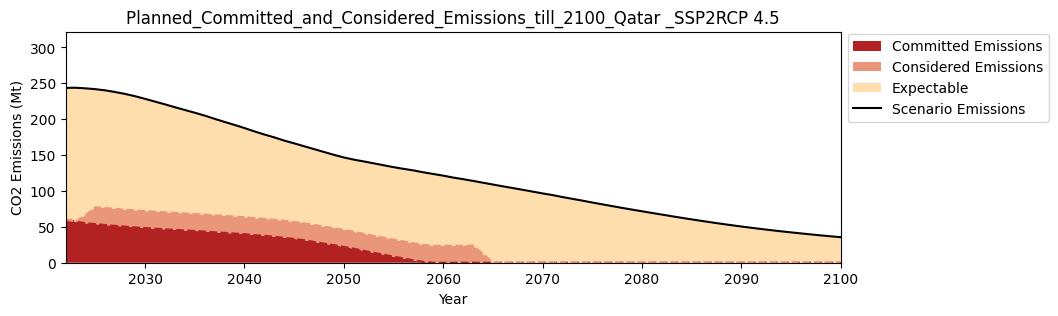 Planned_Committed_and_Considered_Emissions_till_2100_Qatar _SSP2RCP 4.5
CO2 Emissions (Mt)
300
250
200
150
100
50
0
2030 2040 2050 2060 2070 2080 2090 2100
Year
Committed Emissions
Considered Emissions
Expectable
Scenario Emissions